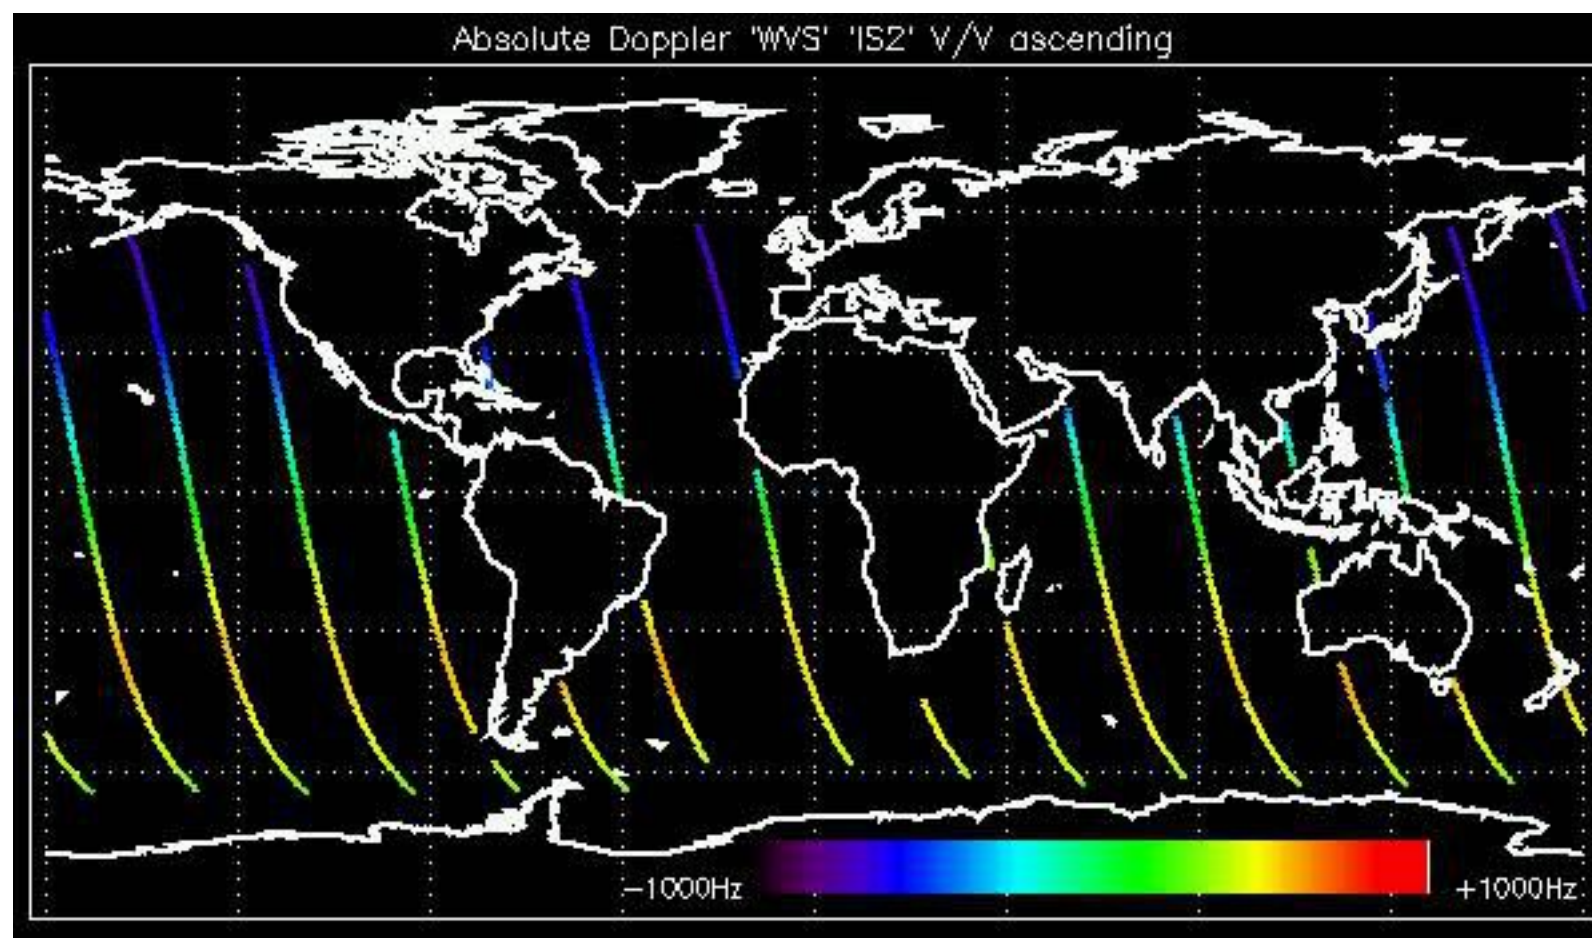 Absolute Doppler 'WVS' 'IS2' V/V ascending
−1000Hz +1000Hz